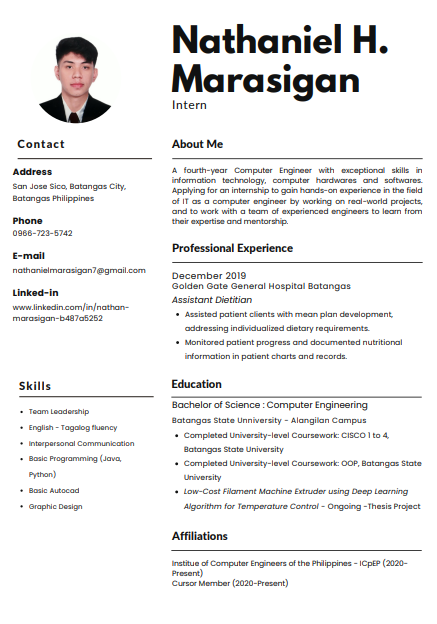 Nathaniel H.
Marasigan
Intern
Contact
Address
San Jose Sico, Batangas City,
Batangas Philippines
Phone
0966-723-5742
E-mail
nathanielmarasigan7@gmail.com
Linked-in
www.linkedin.com/in/nathan-
marasigan-b487a5252
Skills
Team Leadership
English - Tagalog fluency
Interpersonal Communication
Basic Programming (Java,
Python)
Basic Autocad
Graphic Design
About Me
A fourth-year Computer Engineer with exceptional skills in
information technology, computer hardwares and softwares.
Applying for an internship to gain hands-on experience in the field
of IT as a computer engineer by working on real-world projects,
and to work with a team of experienced engineers to learn from
their expertise and mentorship.
Professional Experience
December 2019
Golden Gate General Hospital Batangas
Assistant Dietitian
Assisted patient clients with mean plan development,
addressing individualized dietary requirements.
Monitored patient progress and documented nutritional
information in patient charts and records.
Education
Bachelor of Science : Computer Engineering
Batangas State Unniversity - Alangilan Campus
Completed University-level Coursework: CISCO 1 to 4,
Batangas State University
Completed University-level Coursework: OOP, Batangas State
University
Low-Cost Filament Machine Extruder using Deep Learning
Algorithm for Temperature Control - Ongoing -Thesis Project
Affiliations
Institue of Computer Engineers of the Philippines - ICpEP (2020-
Present)
Cursor Member (2020-Present)